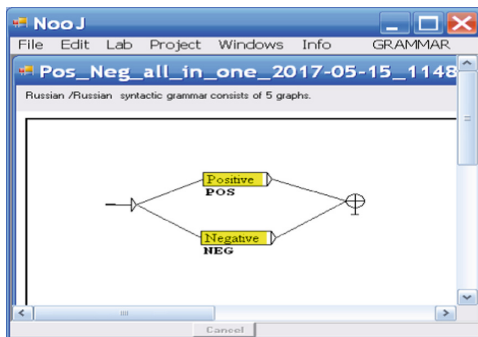 NooJ
File Edit Lab Project Windows Info GRAMMAR
Pos_Neg_all_in_one_2017-05-15_1148
Russian /Russian syntactic grammar consists of 5 graphs.
Positive
POS
Negative
NEG
Cancel